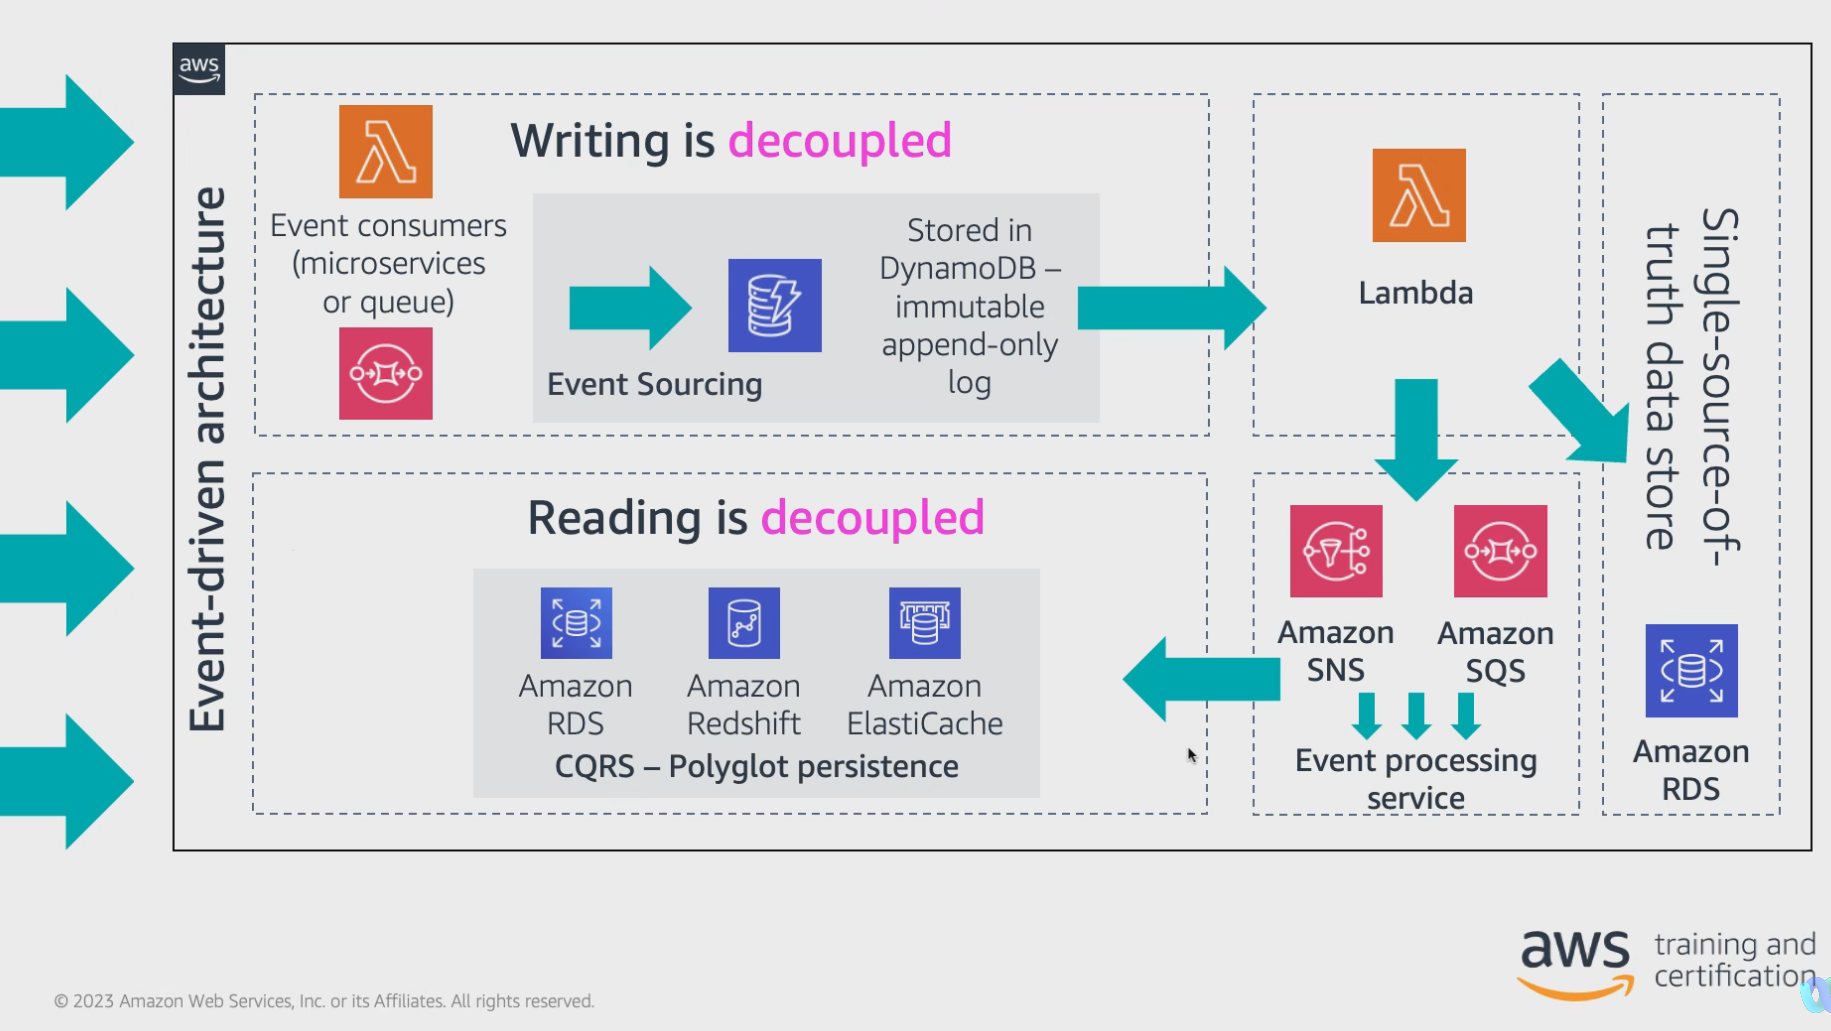 aws
Event-driven architecture
Writing is decoupled
Event consumers
(microservices
or queue)
Event Sourcing
Stored in
DynamoDB –
immutable
append-only
log
Lambda
Single-source-of-
truth data store
Reading is decoupled
Amazon
RDS
Amazon
Redshift
Amazon
ElastiCache
CQRS – Polyglot persistence
Amazon
SNS
Amazon
SQS
Event processing
service
Amazon
RDS
aws
training and
certification
© 2023 Amazon Web Services, Inc. or its Affiliates. All rights reserved.